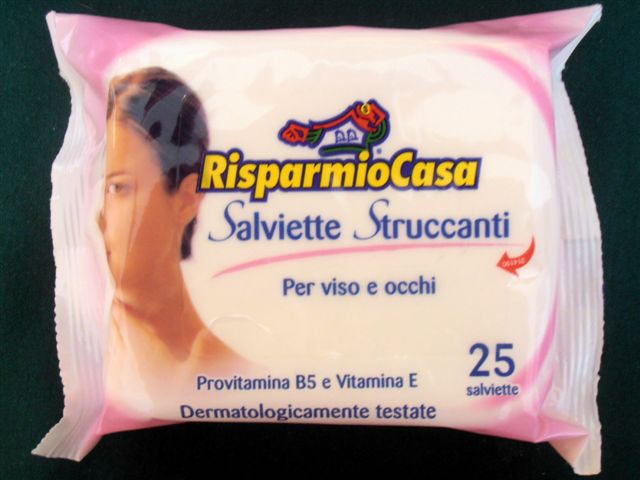 RisparmioCasa
Salviette Struccanti
Per viso e occhi
25
salviette
Provitamina B5 e Vitamina E
Dermatologicamente testate